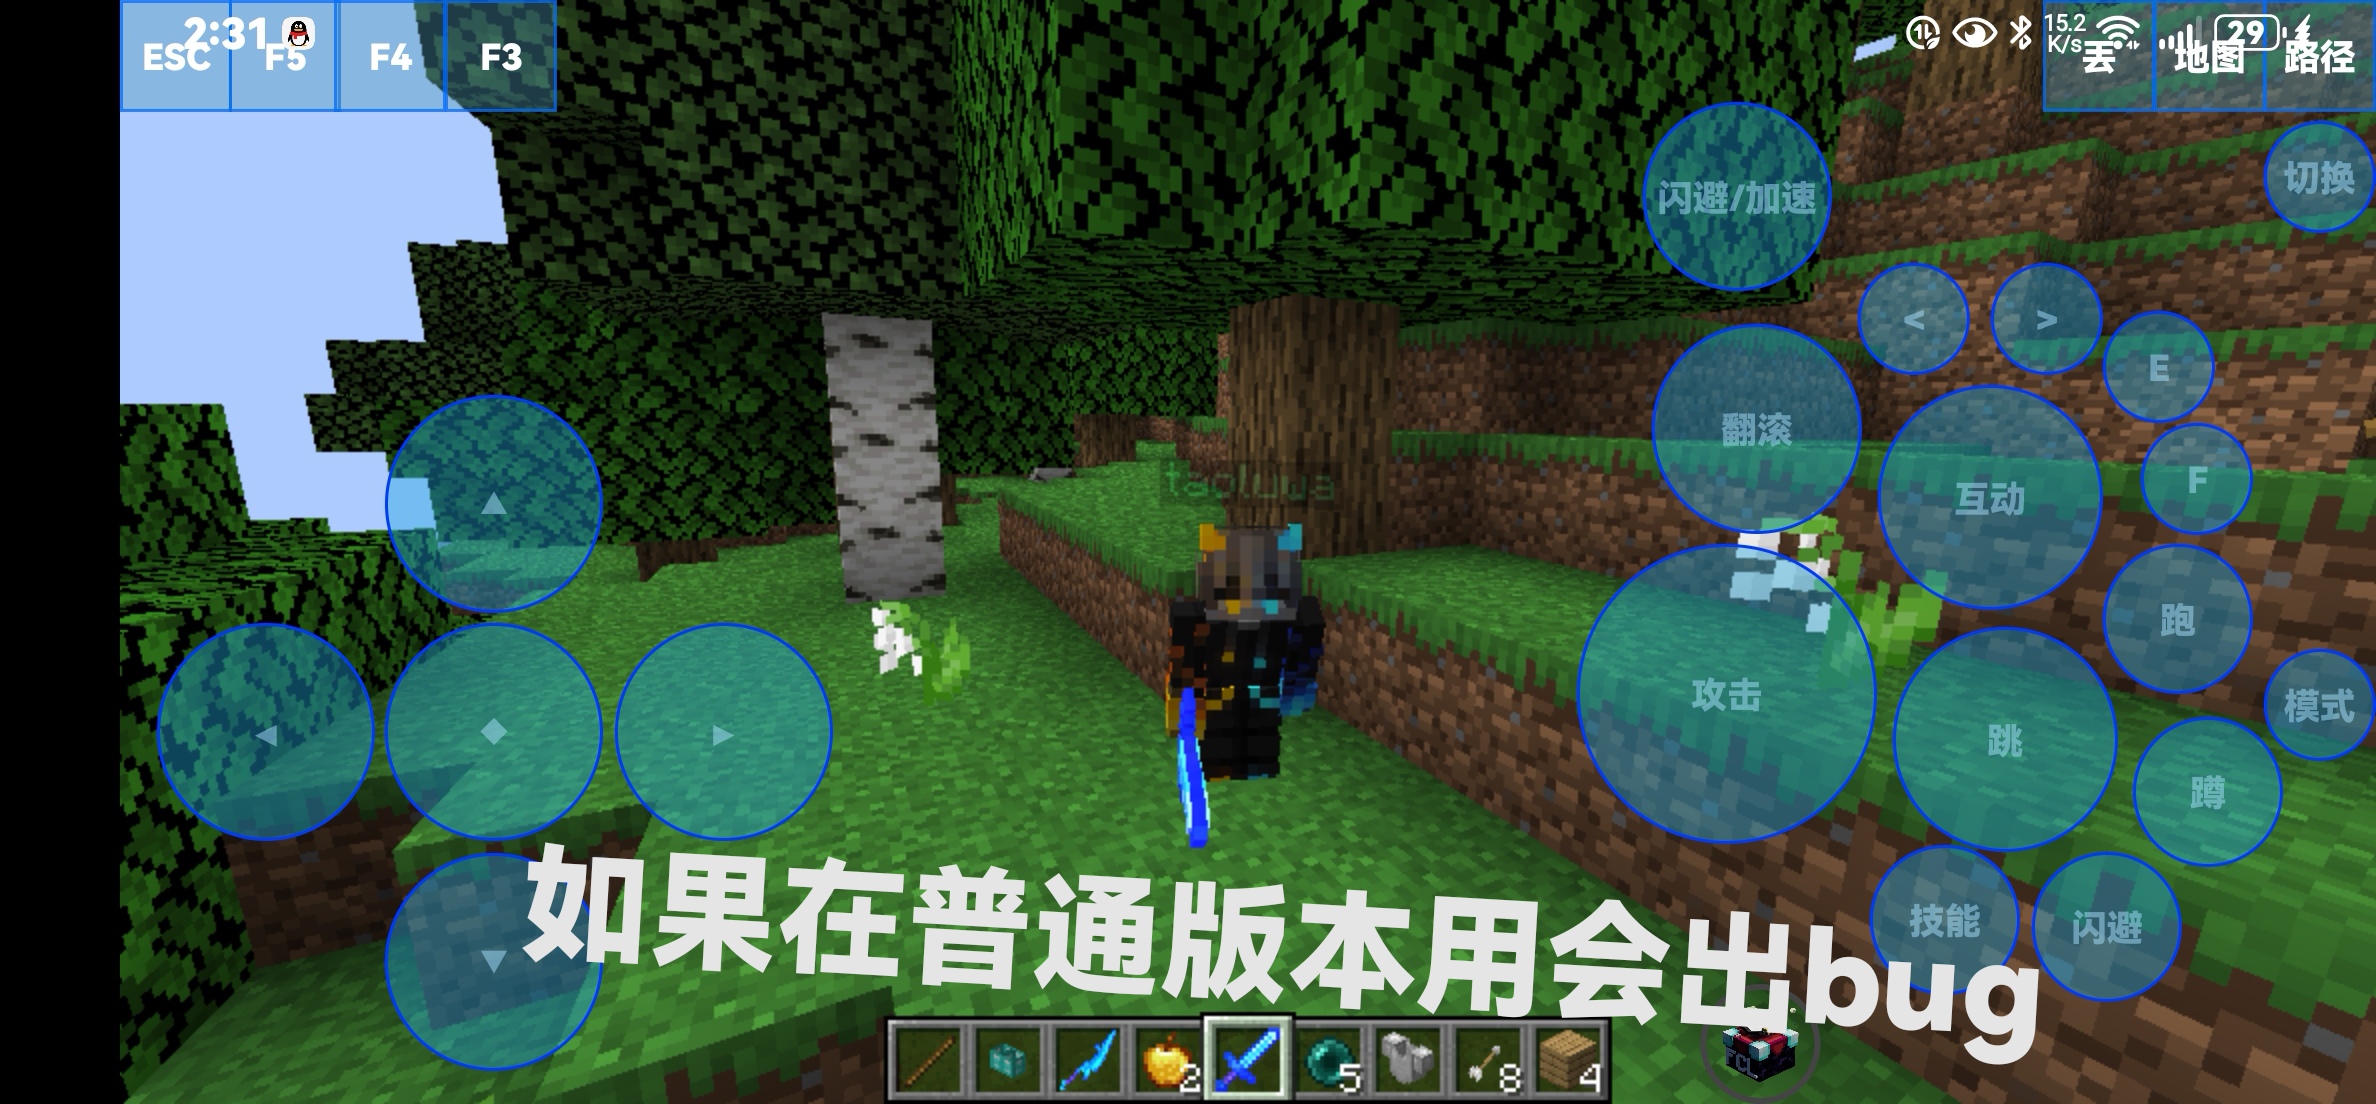 2:31
15.2
K/s
29
ESC
F5
F4
F3
丢
地图
路径
切换
闪避/加速
<
>
E
翻滚
互动
F
taoluwa
跑
攻击
模式
跳
蹲
技能
闪避
如果在普通版本用会出bug
2
5
8
4
FCL